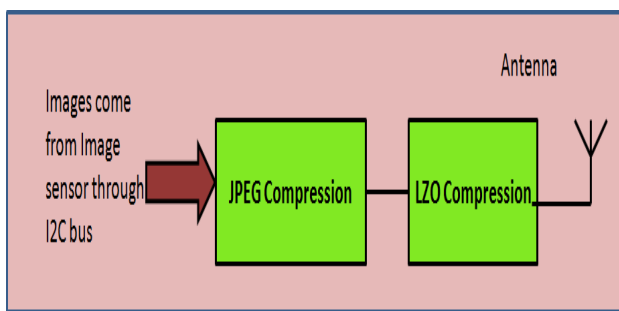 Antenna
Images come
from Image
sensor through
I2C bus
JPEG Compression
LZO Compression